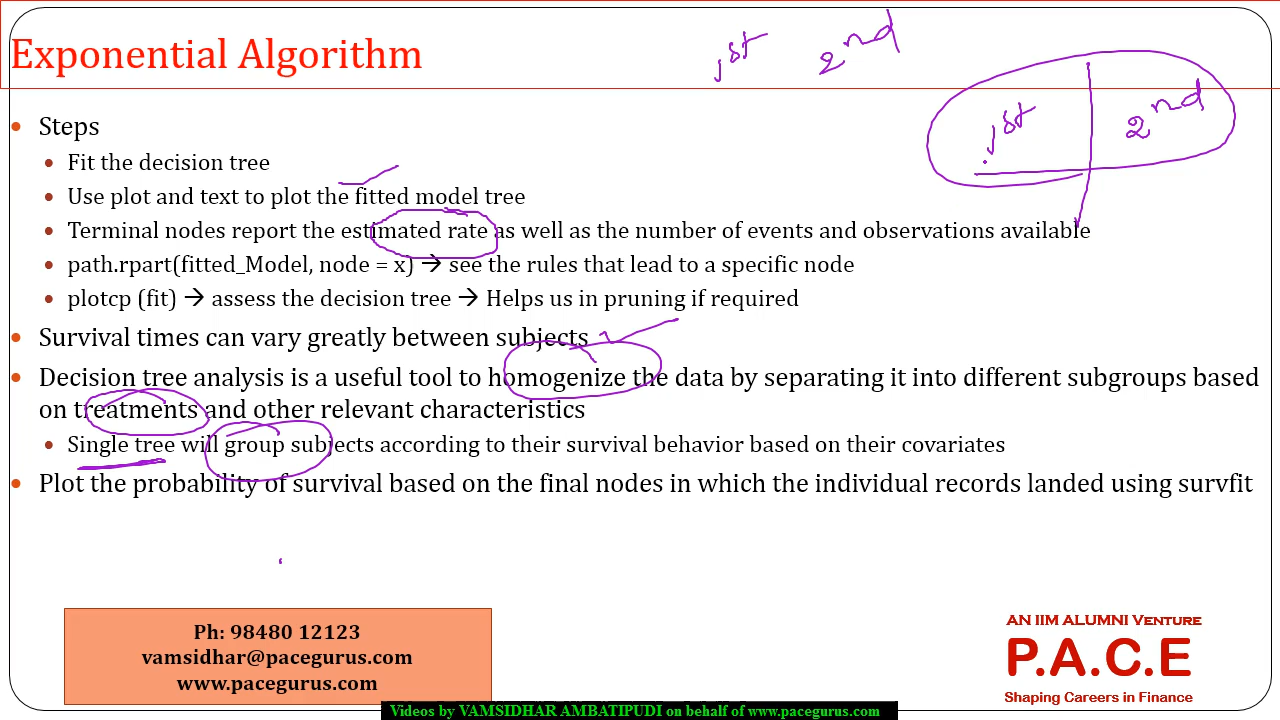 Exponential Algorithm
1st 2nd
1st 2nd
• Steps
• Fit the decision tree
• Use plot and text to plot the fitted model tree
• Terminal nodes report the estimated rate as well as the number of events and observations available
• path.rpart(fitted_Model, node = x) → see the rules that lead to a specific node
• plotcp (fit) → assess the decision tree → Helps us in pruning if required
• Survival times can vary greatly between subjects
• Decision tree analysis is a useful tool to homogenize the data by separating it into different subgroups based
on treatments and other relevant characteristics
• Single tree will group subjects according to their survival behavior based on their covariates
• Plot the probability of survival based on the final nodes in which the individual records landed using survfit
Ph: 98480 12123
vamsidhar@pacegurus.com
www.pacegurus.com
AN IIM ALUMNI VENTURE
P.A.C.E
Shaping Careers in Finance
Videos by VAMSIDHAR AMBATIPUDI on behalf of www.pacegurus.com